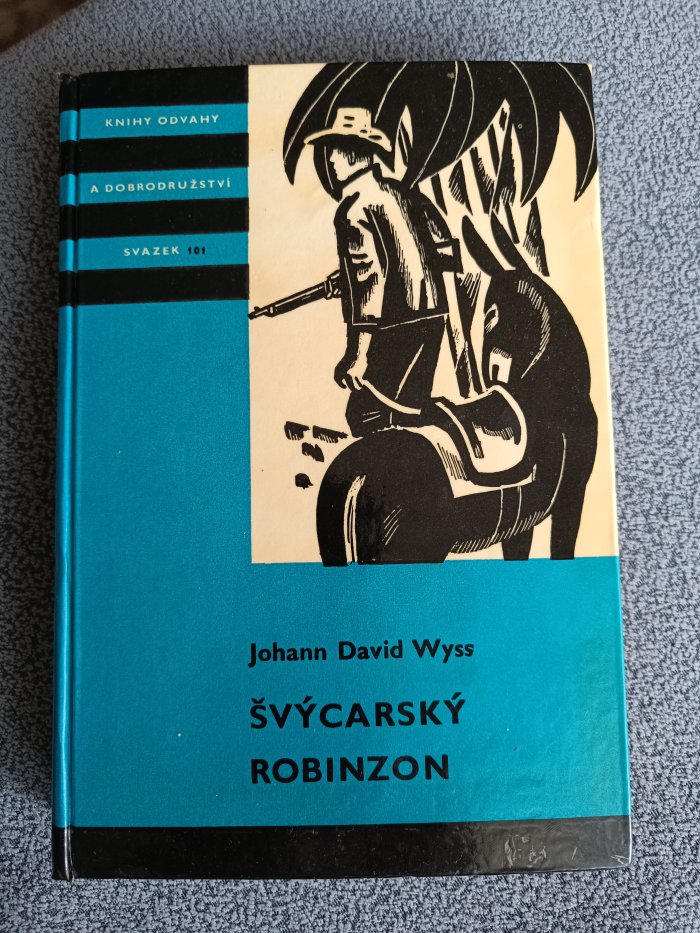 KNIHY ODVAHY
A DOBRODRUŽSTVÍ
SVAZEK 101
Johann David Wyss
ŠVÝCARSKÝ
ROBINZON